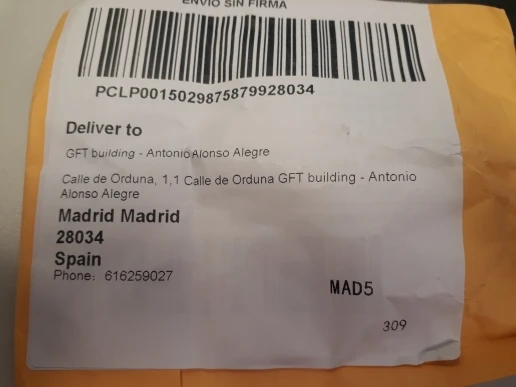 ENVIO SIN FIRMA
PCLP0015029875879928034
Deliver to
GFT building - Antonio Alonso Alegre
Calle de Orduna, 1,1 Calle de Orduna GFT building - Antonio
Alonso Alegre
Madrid Madrid
28034
Spain
Phone: 616259027
MAD5
309